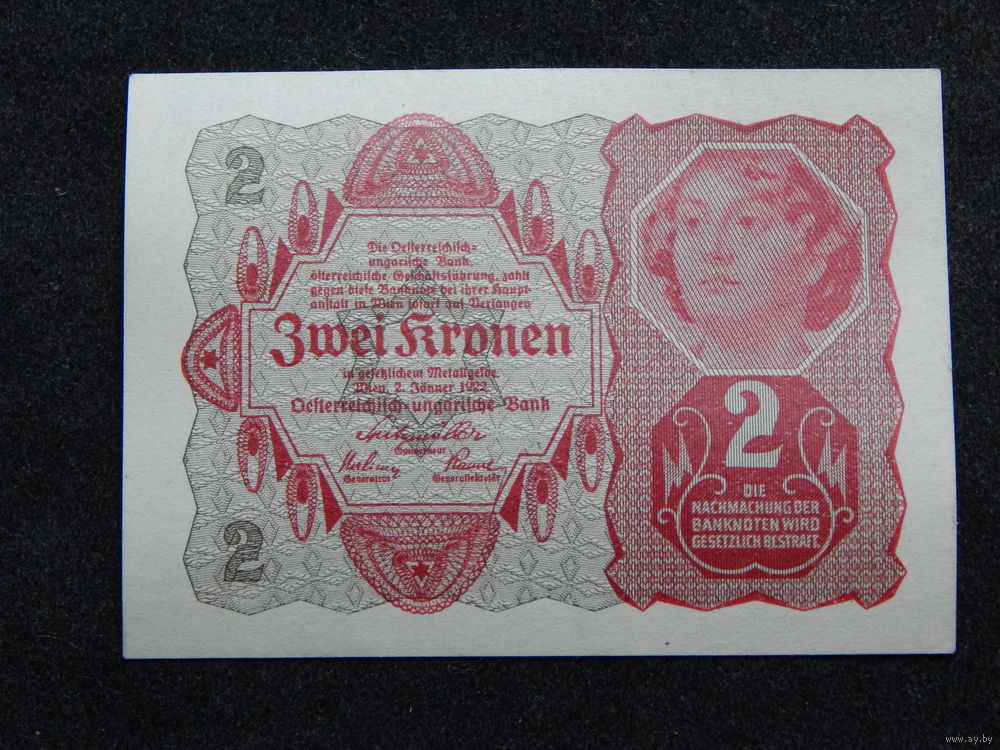 2
Die Oesterreichisch=
ungarische Bank,
österreichische Geschäftsführung, zahlt
gegen diese Banknote bei ihrer Haupt=
anstalt in Wien sofort auf Verlangen
Zwei Kronen
in gesetzlichem Metallgelde.
Wien, 2. Jänner 1922.
Oesterreichisch=ungarische Bank
Gouverneur
Generalrat
Generalsekretär
2
2
DIE
NACHMACHUNG DER
BANKNOTEN WIRD
GESETZLICH BESTRAFT.
www.ay.by